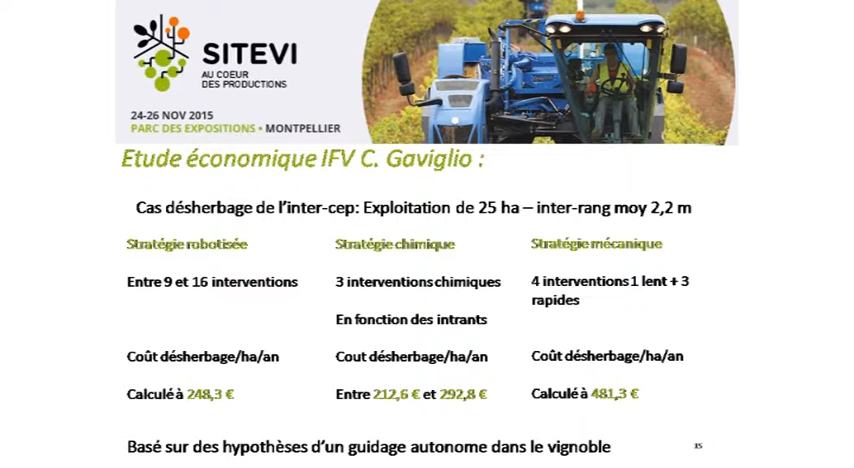 SITEVI
AU COEUR
DES PRODUCTIONS
24-26 NOV 2015
PARC DES EXPOSITIONS • MONTPELLIER
Etude économique IFV C. Gaviglio :
Cas désherbage de l'inter-cep: Exploitation de 25 ha – inter-rang moy 2,2 m
Stratégie robotisée
Entre 9 et 16 interventions
Coût désherbage/ha/an
Calculé à 248,3 €
Stratégie chimique
3 interventions chimiques
En fonction des intrants
Cout désherbage/ha/an
Entre 212,6 € et 292,8 €
Stratégie mécanique
4 interventions 1 lent + 3
rapides
Coût désherbage/ha/an
Calculé à 481,3 €
Basé sur des hypothèses d'un guidage autonome dans le vignoble
15